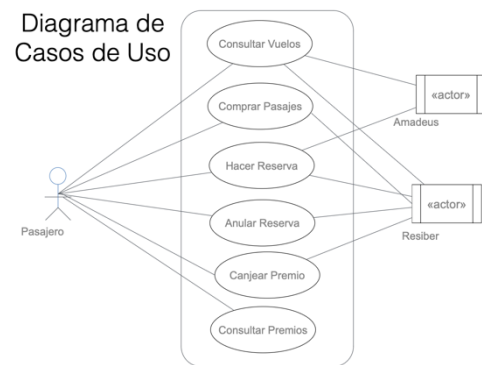 Diagrama de
Casos de Uso
Consultar Vuelos
Comprar Pasajes
Hacer Reserva
Anular Reserva
Canjear Premio
Consultar Premios
Pasajero
«actor»
Amadeus
«actor»
Resiber